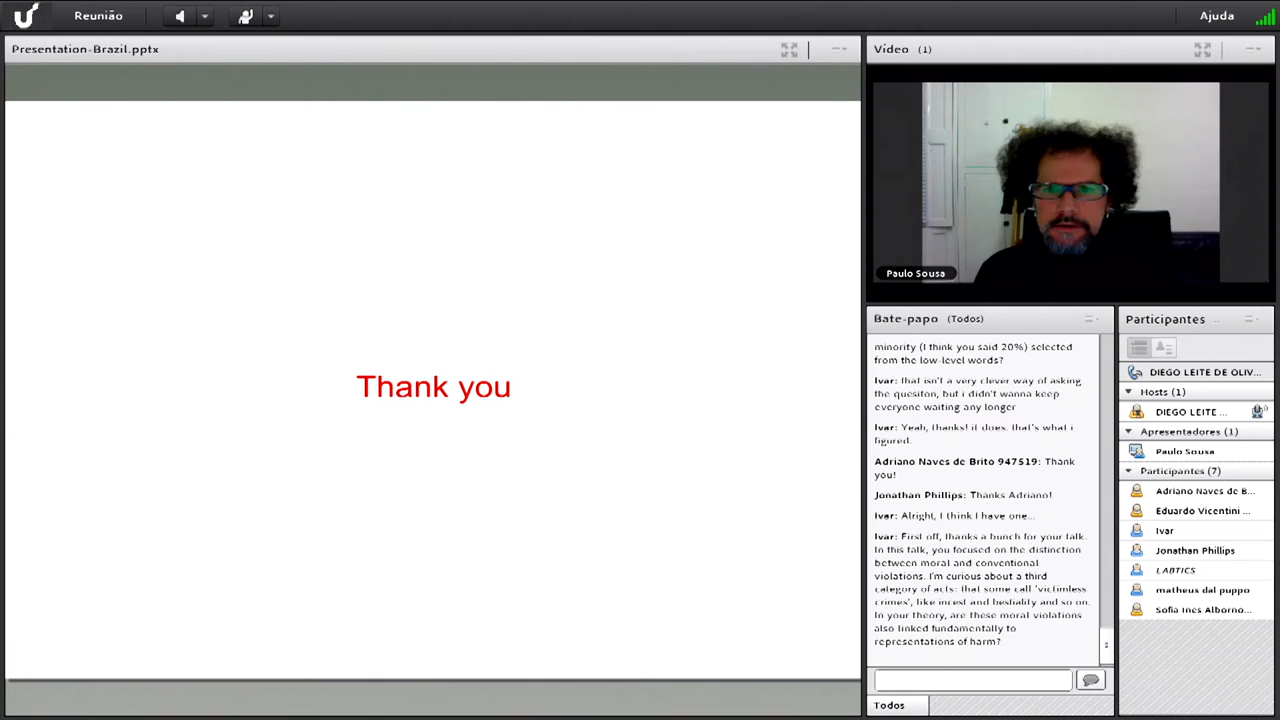 Reunião
Ajuda
Presentation-Brazil.pptx
Thank you
Vídeo (1)
Paulo Sousa
Bate-papo (Todos)
minority (I think you said 20%) selected
from the low-level words?
Ivar: that isn't a very clever way of asking
the quesiton, but i didn't wanna keep
everyone waiting any longer
Ivar: Yeah, thanks! it does. that's what i
figured.
Adriano Naves de Brito 947519: Thank
you!
Jonathan Phillips: Thanks Adriano!
Ivar: Alright, I think I have one...
Ivar: First off, thanks a bunch for your talk.
In this talk, you focused on the distinction
between moral and conventional
violations. I'm curious about a third
category of acts: that some call 'victimless
crimes', like incest and bestiality and so on.
In your theory, are these moral violations
also linked fundamentally to
representations of harm?
Todos
Participantes ..
DIEGO LEITE DE OLIV...
Hosts (1)
DIEGO LEITE ...
Apresentadores (1)
Paulo Sousa
Participantes (7)
Adriano Naves de B...
Eduardo Vicentini ...
Ivar
Jonathan Phillips
LABTICS
matheus dal puppo
Sofia Ines Alborno...